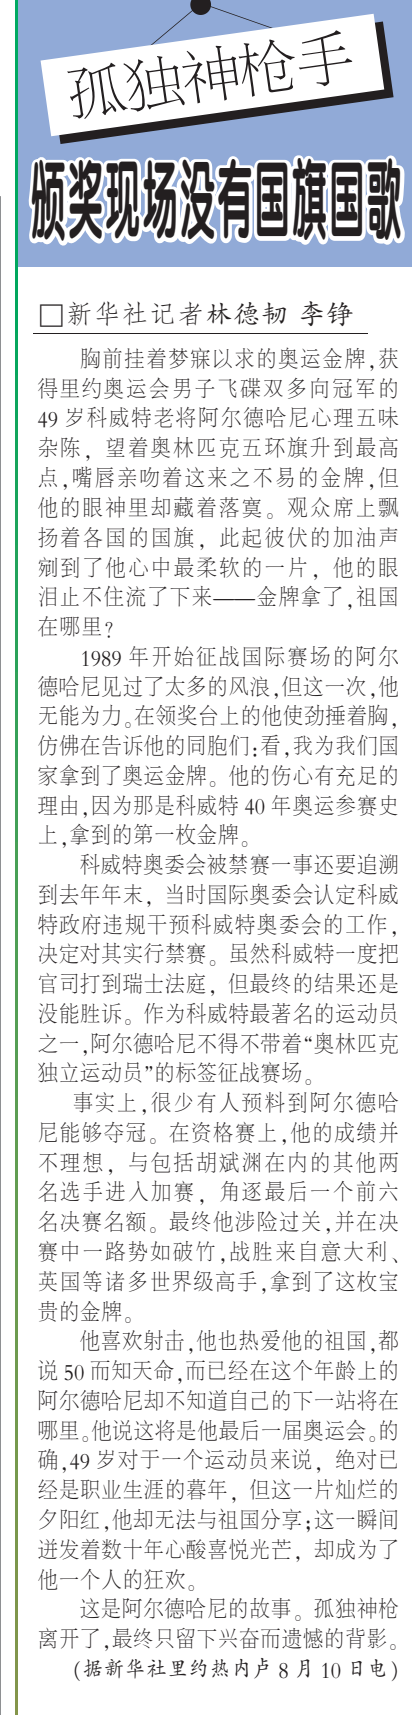 孤独神枪手
颁奖现场没有国旗国歌
□新华社记者林德韧 李铮
胸前挂着梦寐以求的奥运金牌,获
得里约奥运会男子飞碟双多向冠军的
49 岁科威特老将阿尔德哈尼心理五味
杂陈，望着奥林匹克五环旗升到最高
点,嘴唇亲吻着这来之不易的金牌,但
他的眼神里却藏着落寞。观众席上飘
扬着各国的国旗，此起彼伏的加油声
剜到了他心中最柔软的一片，他的眼
泪止不住流了下来——金牌拿了,祖国
在哪里?
1989 年开始征战国际赛场的阿尔
德哈尼见过了太多的风浪,但这一次,他
无能为力。在领奖台上的他使劲捶着胸,
仿佛在告诉他的同胞们:看,我为我们国
家拿到了奥运金牌。他的伤心有充足的
理由,因为那是科威特 40 年奥运参赛史
上,拿到的第一枚金牌。
科威特奥委会被禁赛一事还要追溯
到去年年末，当时国际奥委会认定科威
特政府违规干预科威特奥委会的工作,
决定对其实行禁赛。虽然科威特一度把
官司打到瑞士法庭，但最终的结果还是
没能胜诉。作为科威特最著名的运动员
之一,阿尔德哈尼不得不带着“奥林匹克
独立运动员”的标签征战赛场。
事实上,很少有人预料到阿尔德哈
尼能够夺冠。在资格赛上,他的成绩并
不理想，与包括胡斌渊在内的其他两
名选手进入加赛，角逐最后一个前六
名决赛名额。最终他涉险过关,并在决
赛中一路势如破竹,战胜来自意大利、
英国等诸多世界级高手,拿到了这枚宝
贵的金牌。
他喜欢射击,他也热爱他的祖国,都
说 50 而知天命,而已经在这个年龄上的
阿尔德哈尼却不知道自己的下一站将在
哪里。他说这将是他最后一届奥运会。的
确,49 岁对于一个运动员来说，绝对已
经是职业生涯的暮年，但这一片灿烂的
夕阳红,他却无法与祖国分享;这一瞬间
迸发着数十年心酸喜悦光芒，却成为了
他一个人的狂欢。
这是阿尔德哈尼的故事。孤独神枪
离开了,最终只留下兴奋而遗憾的背影。
(据新华社里约热内卢 8 月 10 日电)